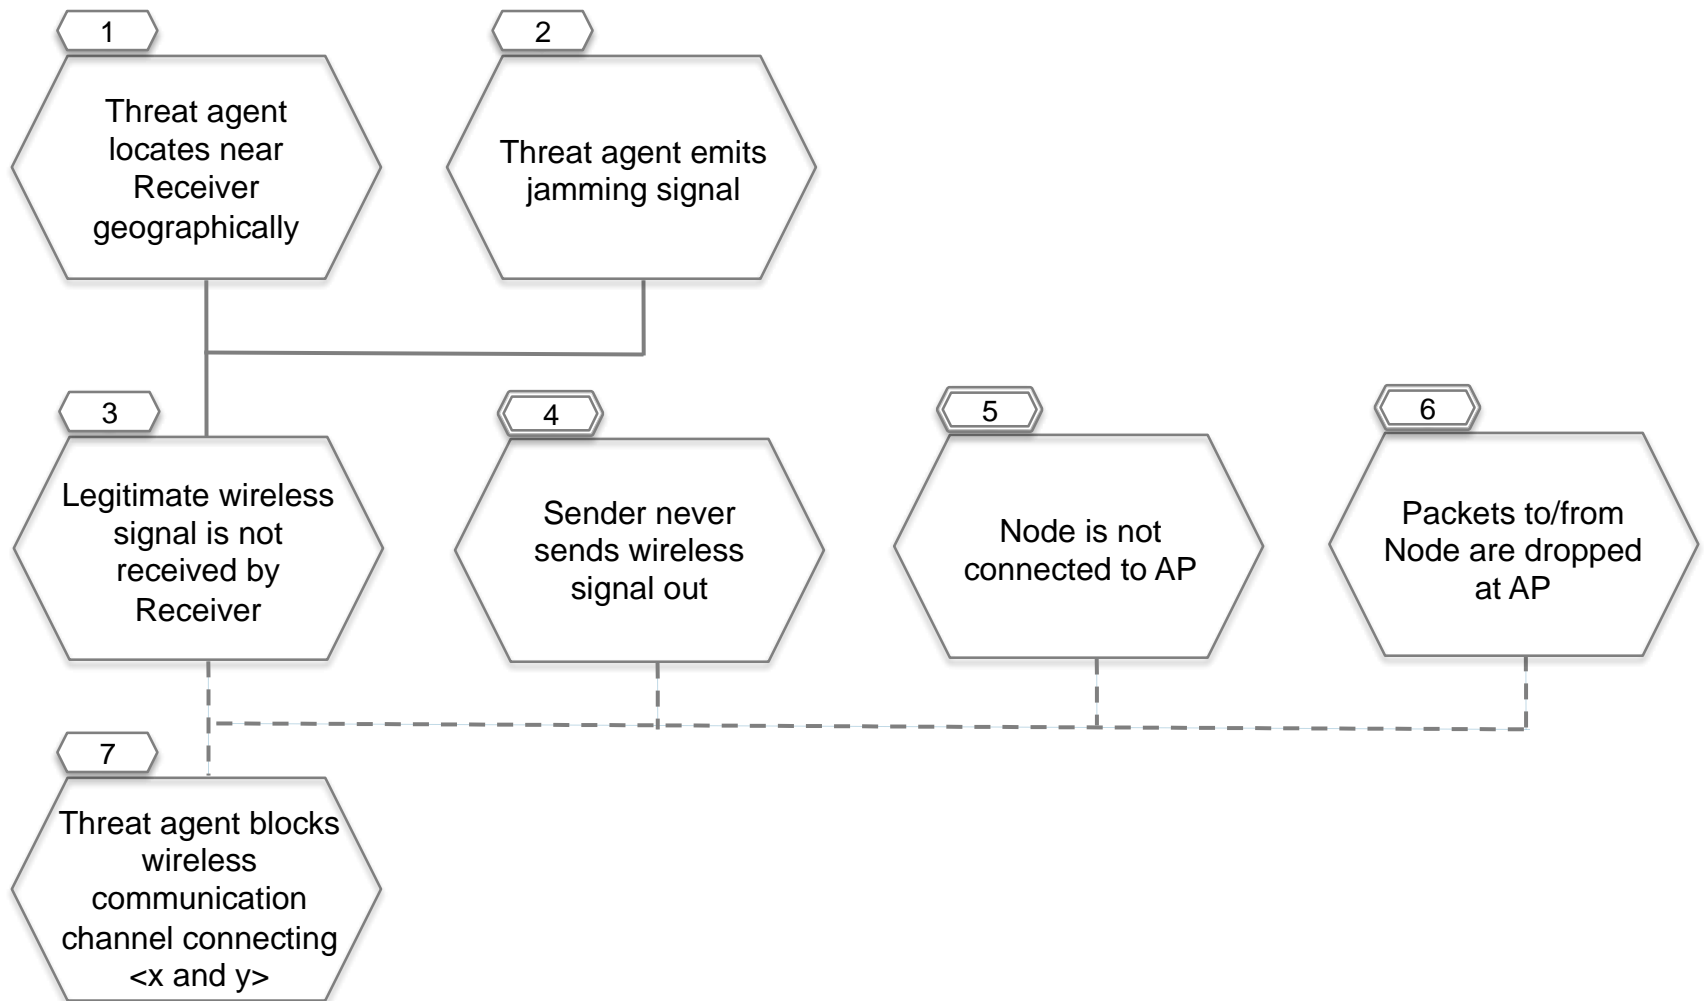 1
Threat agent
locates near
Receiver
geographically
2
Threat agent emits
jamming signal
3
Legitimate wireless
signal is not
received by
Receiver
4
Sender never
sends wireless
signal out
5
Node is not
connected to AP
6
Packets to/from
Node are dropped
at AP
7
Threat agent blocks
wireless
communication
channel connecting
<x and y>